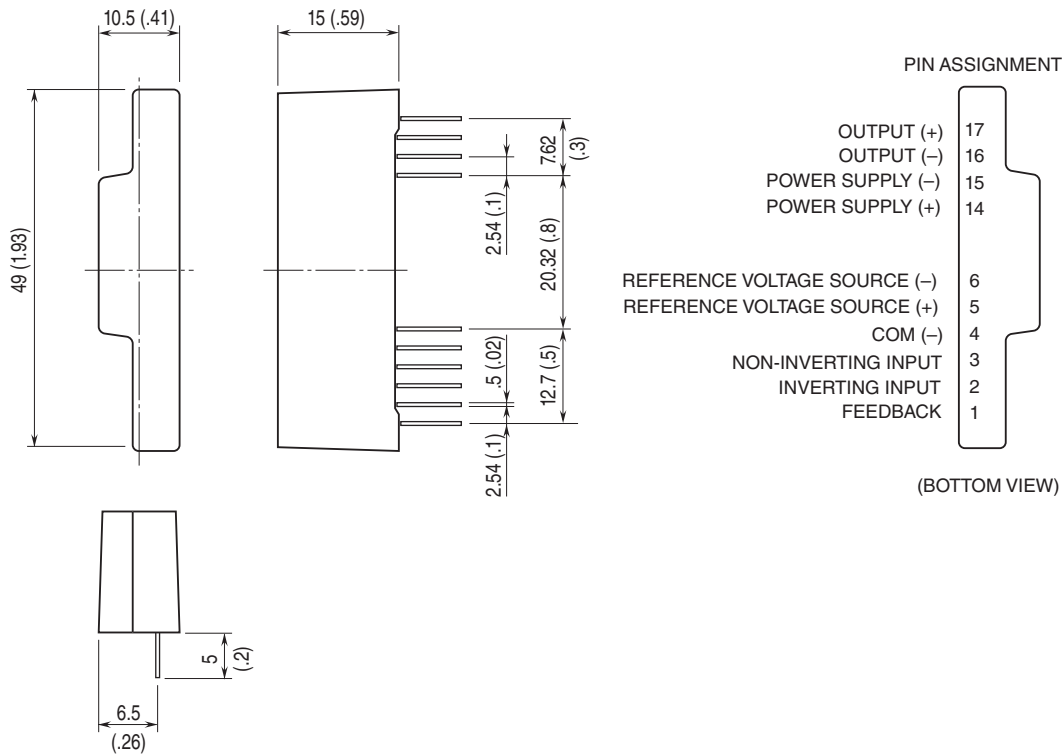 10.5 (.41)
15 (.59)
49 (1.93)
7.62
(.3)
2.54 (.1)
20.32 (.8)
.5 (.02)
12.7 (.5)
2.54 (.1)
5
(.2)
6.5
(.26)
PIN ASSIGNMENT
OUTPUT (+) 17
OUTPUT (–) 16
POWER SUPPLY (–) 15
POWER SUPPLY (+) 14
REFERENCE VOLTAGE SOURCE (–) 6
REFERENCE VOLTAGE SOURCE (+) 5
COM (–) 4
NON-INVERTING INPUT 3
INVERTING INPUT 2
FEEDBACK 1
(BOTTOM VIEW)